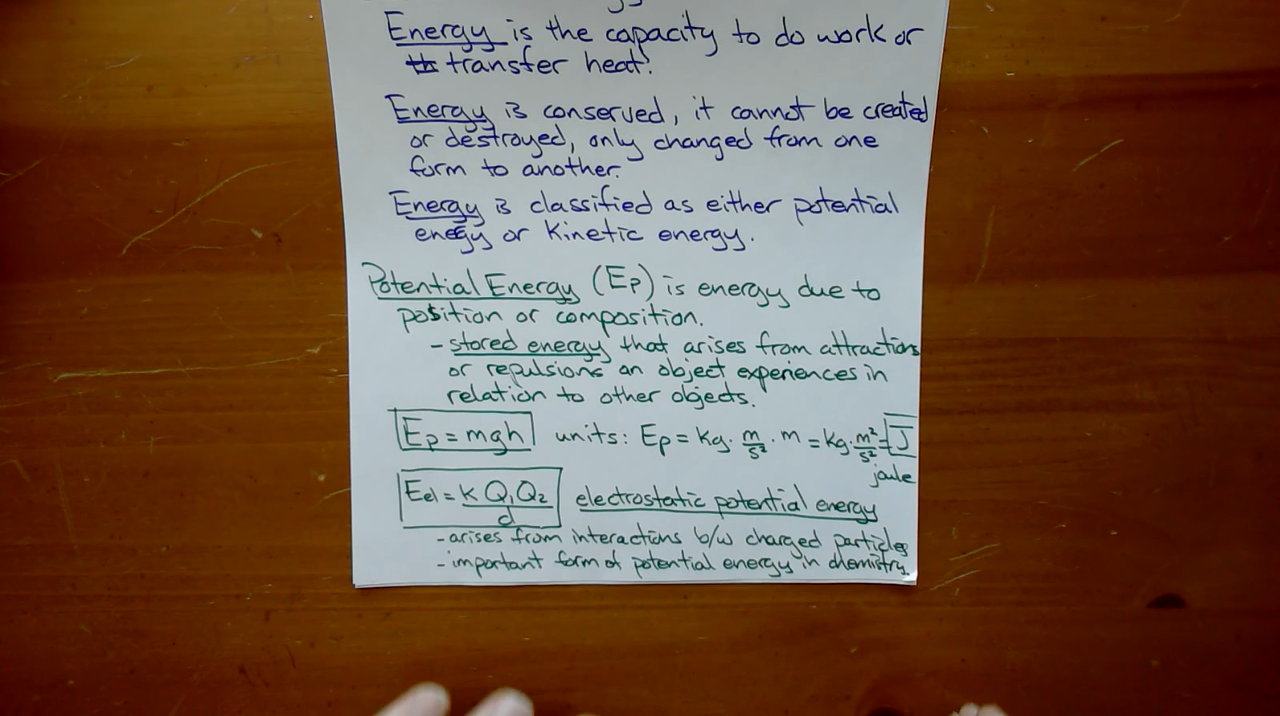 Energy is the capacity to do work or
th transfer heat.
Energy is conserved, it cannot be created
or destroyed, only changed from one
form to another.
Energy is classified as either potential
enegy or kinetic energy.
Potential Energy (Ep) is energy due to
position or composition.
- stored energy that arises from attractions
or repulsions an object experiences in
relation to other objects.
Ep = mgh units: Ep = kg · m/s² · m = kg · m²/s² = J
joule
Eel = k Q₁Q₂/d electrostatic potential energy
- arises from interactions b/w charged particles
- important form of potential energy in chemistry.